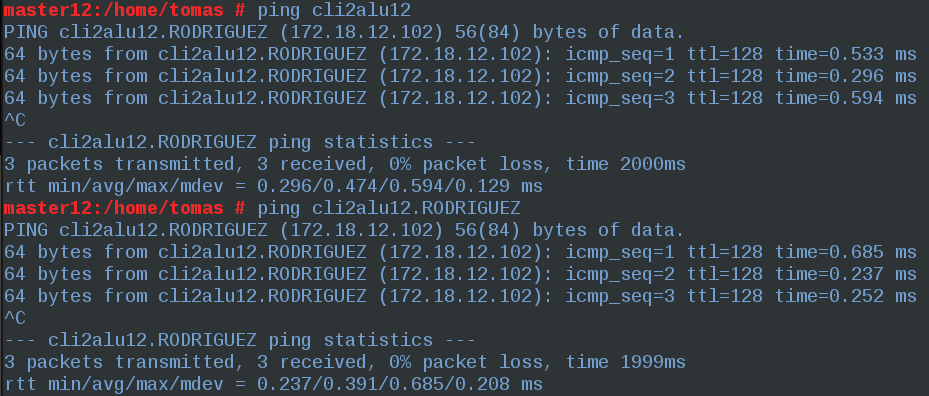 master12:/home/tomas # ping cli2alu12
PING cli2alu12.RODRIGUEZ (172.18.12.102) 56(84) bytes of data.
64 bytes from cli2alu12.RODRIGUEZ (172.18.12.102): icmp_seq=1 ttl=128 time=0.533 ms
64 bytes from cli2alu12.RODRIGUEZ (172.18.12.102): icmp_seq=2 ttl=128 time=0.296 ms
64 bytes from cli2alu12.RODRIGUEZ (172.18.12.102): icmp_seq=3 ttl=128 time=0.594 ms
^C
--- cli2alu12.RODRIGUEZ ping statistics ---
3 packets transmitted, 3 received, 0% packet loss, time 2000ms
rtt min/avg/max/mdev = 0.296/0.474/0.594/0.129 ms
master12:/home/tomas # ping cli2alu12.RODRIGUEZ
PING cli2alu12.RODRIGUEZ (172.18.12.102) 56(84) bytes of data.
64 bytes from cli2alu12.RODRIGUEZ (172.18.12.102): icmp_seq=1 ttl=128 time=0.685 ms
64 bytes from cli2alu12.RODRIGUEZ (172.18.12.102): icmp_seq=2 ttl=128 time=0.237 ms
64 bytes from cli2alu12.RODRIGUEZ (172.18.12.102): icmp_seq=3 ttl=128 time=0.252 ms
^C
--- cli2alu12.RODRIGUEZ ping statistics ---
3 packets transmitted, 3 received, 0% packet loss, time 1999ms
rtt min/avg/max/mdev = 0.237/0.391/0.685/0.208 ms